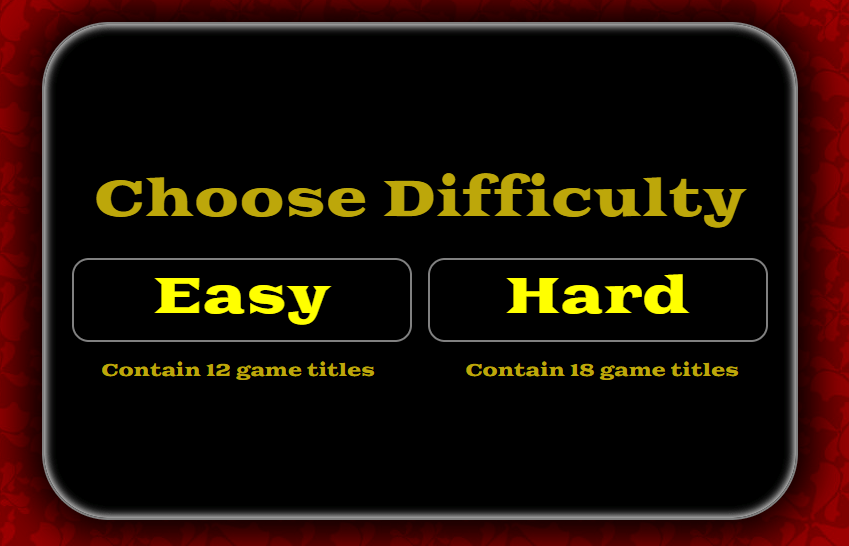 Choose Difficulty
Easy
Hard
Contain 12 game titles
Contain 18 game titles